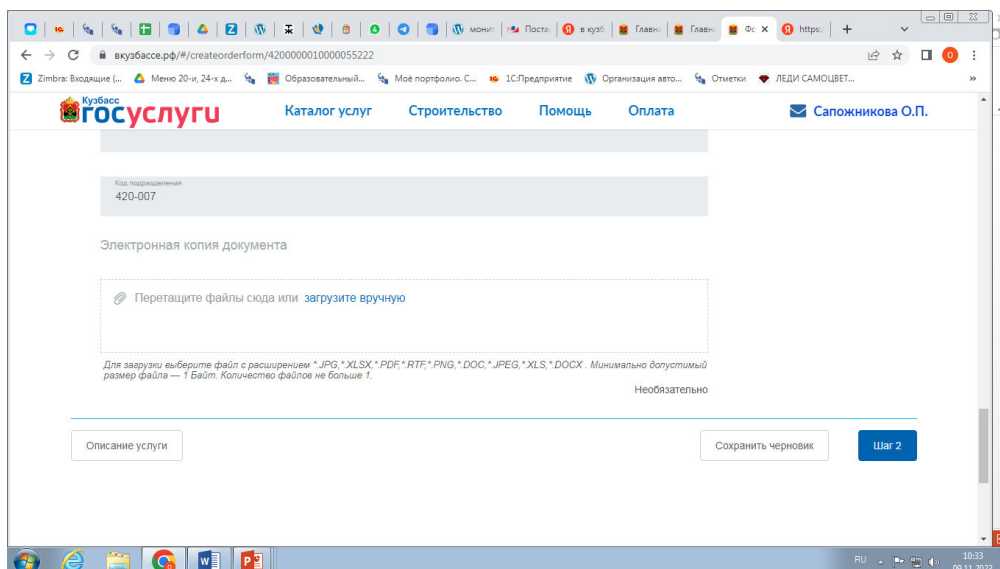 мони
Поста
в кузб
Главн
Главн
Фс
https:
вкузбассе.рф/#/createorderform/4200000010000055222
Zimbra: Входящие (...
Меню 20-и, 24-х д...
Образовательный...
Моё портфолио. С...
1С:Предприятие
Организация авто...
Отметки
ЛЕДИ САМОЦВЕТ...
»
Кузбасс
госуслуги
Каталог услуг
Строительство
Помощь
Оплата
Сапожникова О.П.
Код подразделения
420-007
Электронная копия документа
Перетащите файлы сюда или загрузите вручную
Для загрузки выберите файл с расширением *.JPG,*.XLSX,*.PDF,*.RTF,*.PNG,*.DOC,*.JPEG,*.XLS,*.DOCX . Минимально допустимый
размер файла — 1 Байт. Количество файлов не больше 1.
Необязательно
Описание услуги
Сохранить черновик
Шаг 2
RU
10:33